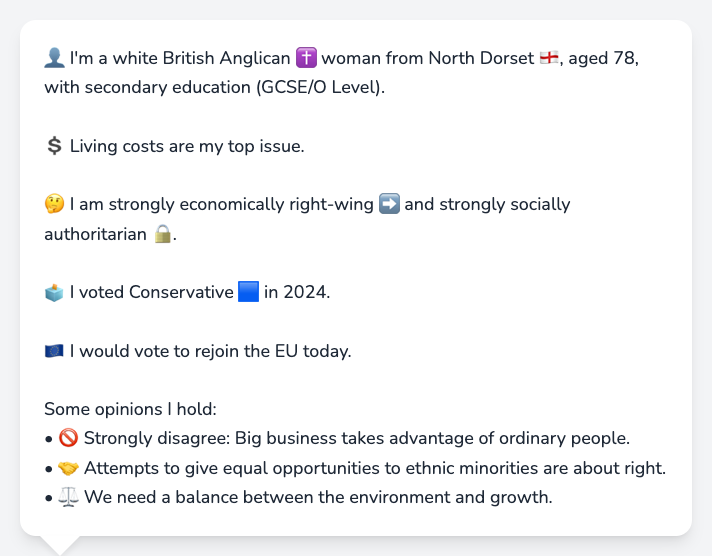 👤 I'm a white British Anglican ✝️ woman from North Dorset 🏴󠁧󠁢󠁥󠁮󠁧󠁿, aged 78,
with secondary education (GCSE/O Level).
💲 Living costs are my top issue.
🤔 I am strongly economically right-wing ➡️ and strongly socially
authoritarian 🔒.
🗳️ I voted Conservative 🟦 in 2024.
🇪🇺 I would vote to rejoin the EU today.
Some opinions I hold:
• 🚫 Strongly disagree: Big business takes advantage of ordinary people.
• 🤝 Attempts to give equal opportunities to ethnic minorities are about right.
• ⚖️ We need a balance between the environment and growth.